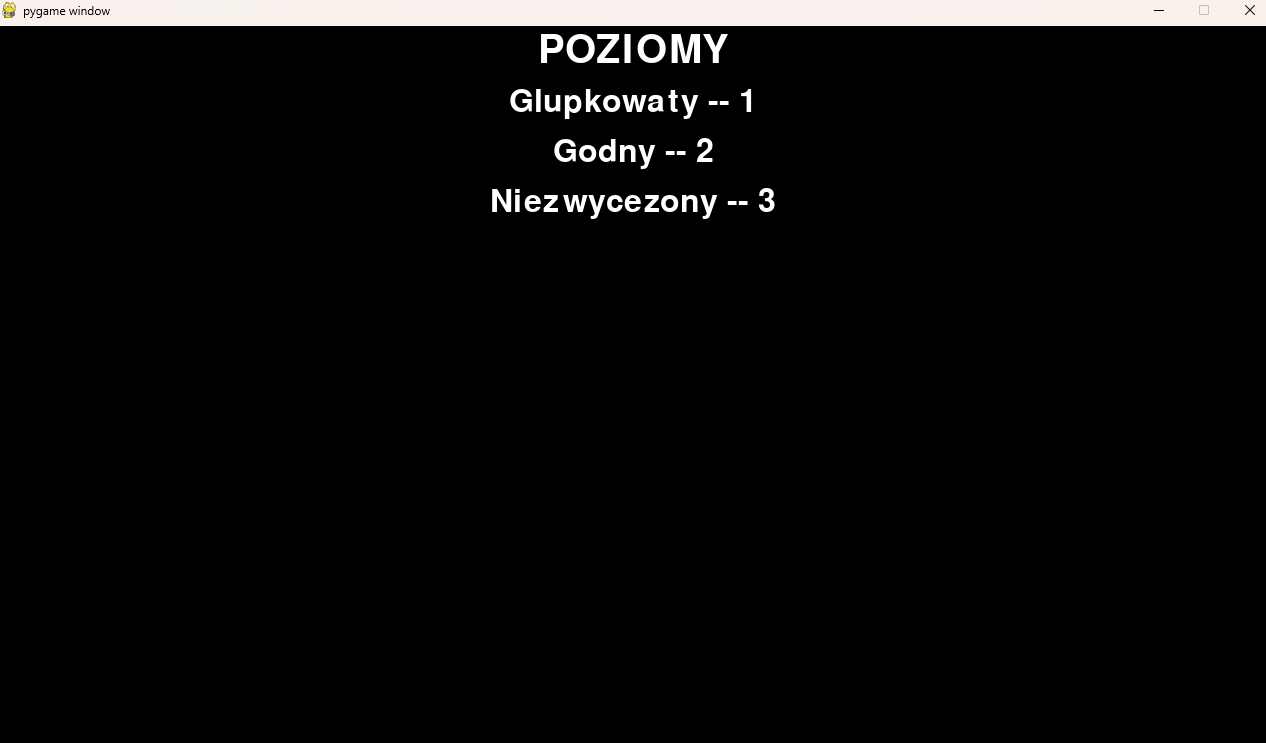 pygame window
POZIOMY
Glupkowaty -- 1
Godny -- 2
Niezwycezony -- 3